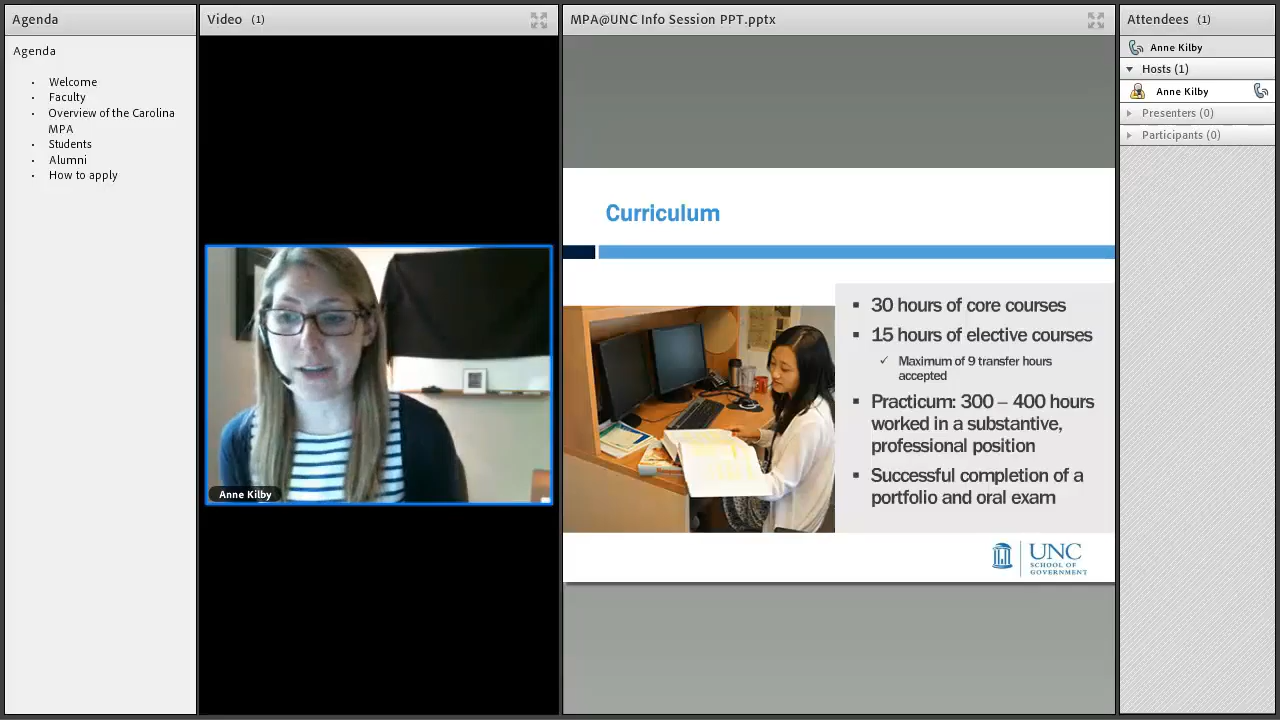 Agenda
Agenda
• Welcome
• Faculty
• Overview of the Carolina
MPA
• Students
• Alumni
• How to apply
Video (1)
Anne Kilby
MPA@UNC Info Session PPT.pptx
Curriculum
▪ 30 hours of core courses
▪ 15 hours of elective courses
✓ Maximum of 9 transfer hours
accepted
▪ Practicum: 300 – 400 hours
worked in a substantive,
professional position
▪ Successful completion of a
portfolio and oral exam
UNC
SCHOOL OF
GOVERNMENT
Attendees (1)
Anne Kilby
Hosts (1)
Anne Kilby
Presenters (0)
Participants (0)